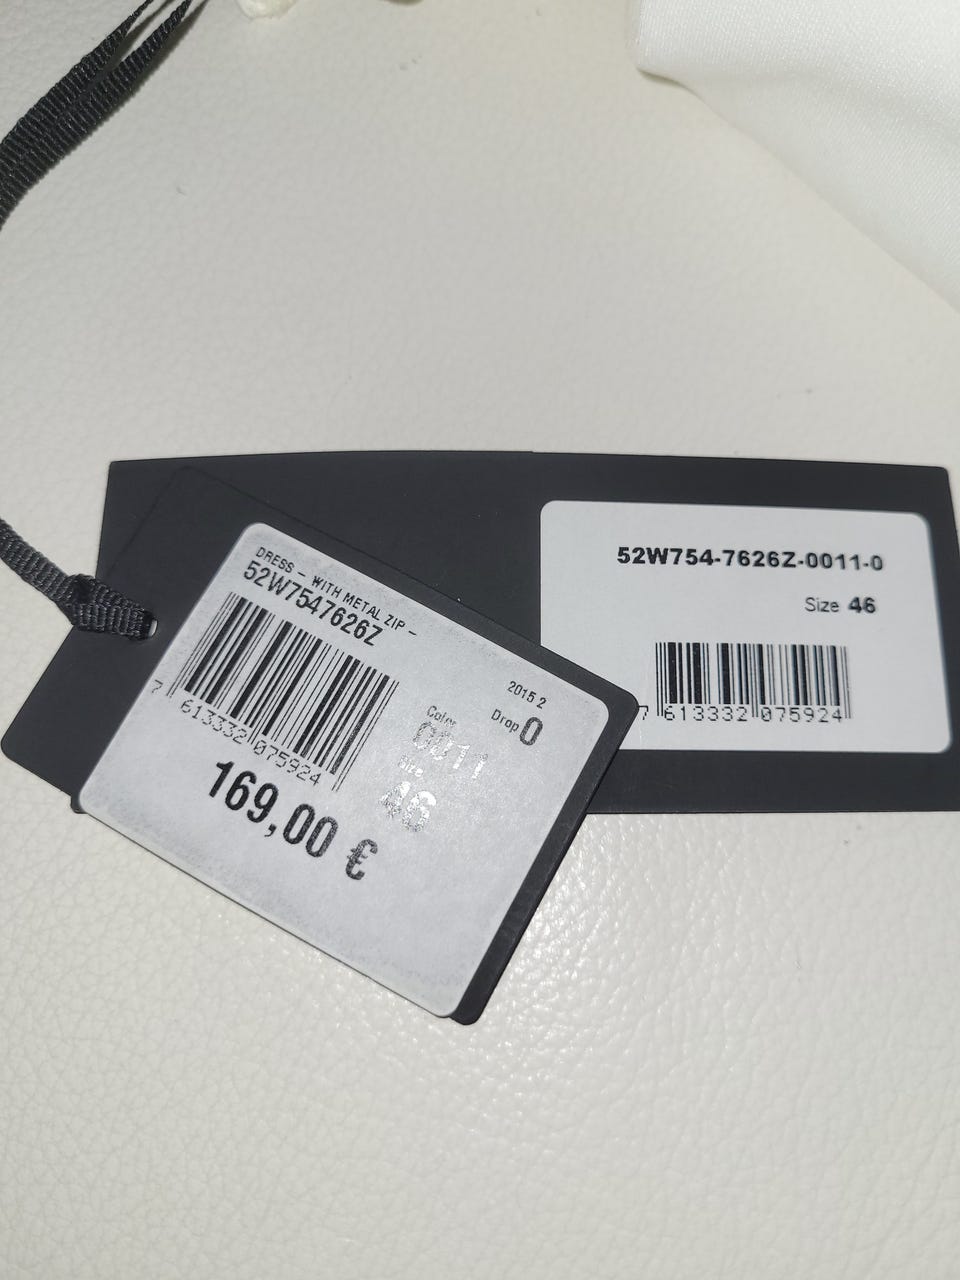 DRESS - WITH METAL ZIP -
52W7547626Z
7 613332 075924
2015 2
Color
Drop 0
0011
Size
46
169,00 €
52W754-7626Z-0011-0
Size 46
7 613332 075924